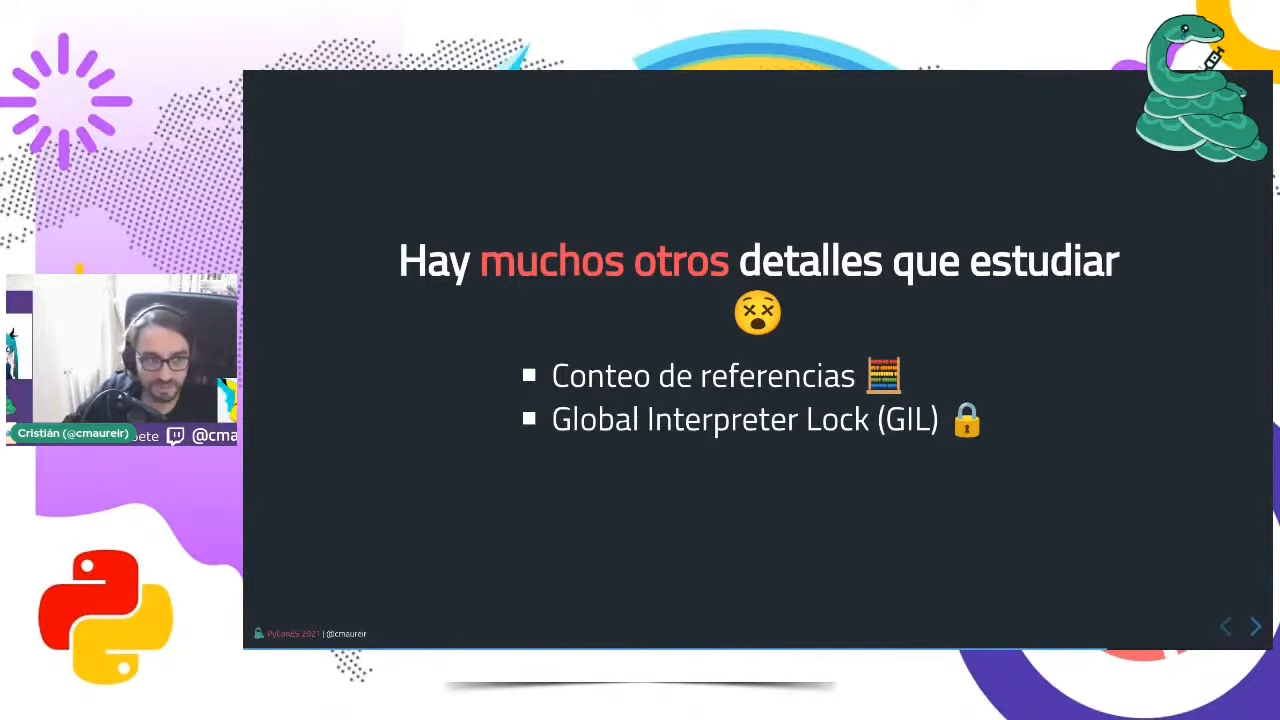 Hay muchos otros detalles que estudiar
Conteo de referencias
Global Interpreter Lock (GIL)
Cristián (@cmaureir)
@cma
PyConES 2021 | @cmaureir